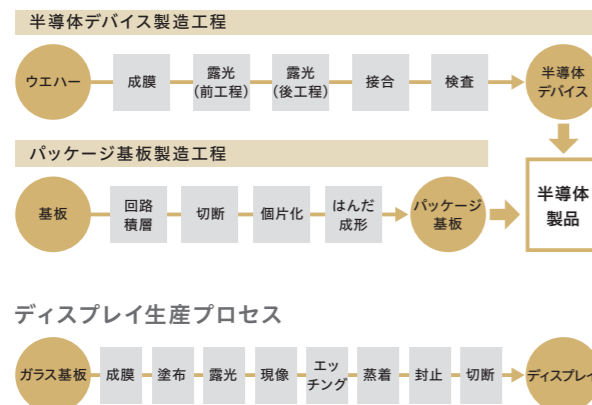 半導体デバイス製造工程
ウエハー
成膜
露光
(前工程)
露光
(後工程)
接合
検査
半導体
デバイス
パッケージ基板製造工程
基板
回路
積層
切断
個片化
はんだ
成形
パッケージ
基板
半導体
製品
ディスプレイ生産プロセス
ガラス基板
成膜
塗布
露光
現像
エッ
チング
蒸着
封止
切断
ディスプレイ